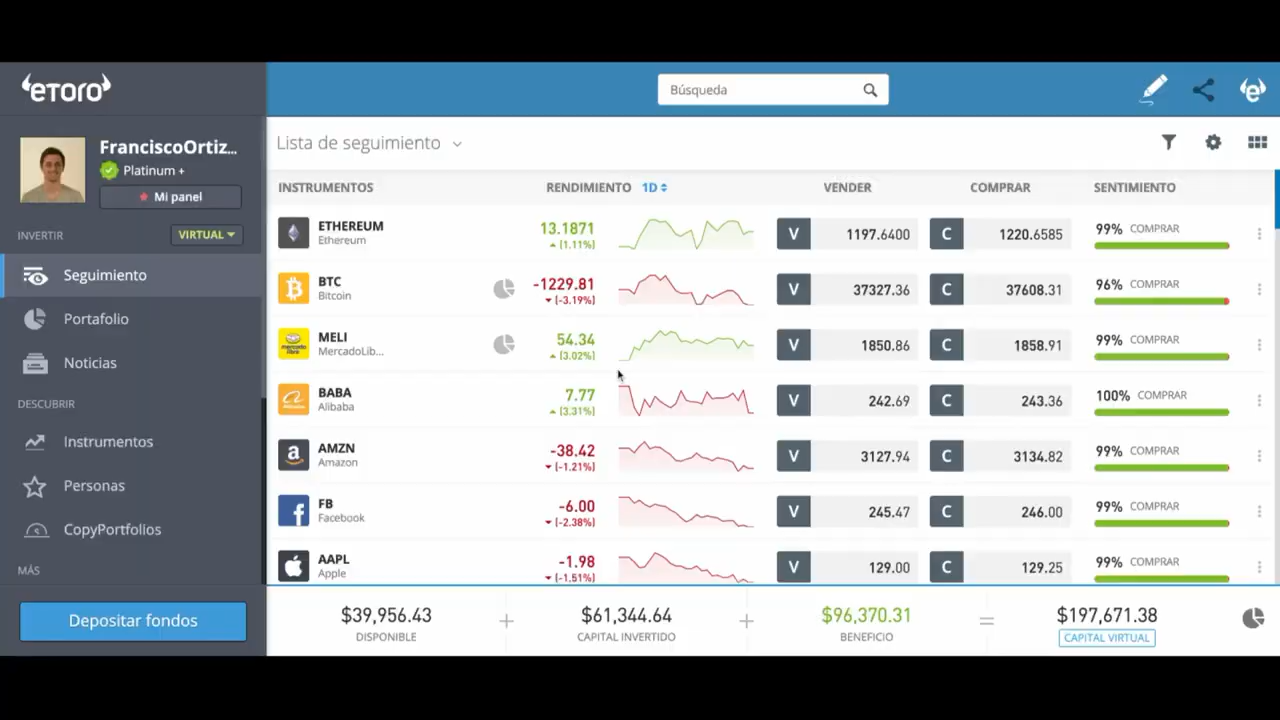 eTORO
FranciscoOrtiz...
Platinum +
Mi panel
INVERTIR
VIRTUAL
Seguimiento
Portafolio
Noticias
DESCUBRIR
Instrumentos
Personas
CopyPortfolios
MÁS
Depositar fondos
Búsqueda
Lista de seguimiento
INSTRUMENTOS RENDIMIENTO 1D VENDER COMPRAR SENTIMIENTO
ETHEREUM 13.1871 V 1197.6400 C 1220.6585 99% COMPRAR
Ethereum (1.11%)
BTC -1229.81 V 37327.36 C 37608.31 96% COMPRAR
Bitcoin (-3.19%)
MELI 54.34 V 1850.86 C 1858.91 99% COMPRAR
MercadoLib... (3.02%)
BABA 7.77 V 242.69 C 243.36 100% COMPRAR
Alibaba (3.31%)
AMZN -38.42 V 3127.94 C 3134.82 99% COMPRAR
Amazon (-1.21%)
FB -6.00 V 245.47 C 246.00 99% COMPRAR
Facebook (-2.38%)
AAPL -1.98 V 129.00 C 129.25 99% COMPRAR
Apple (-1.51%)
$39,956.43 + $61,344.64 + $96,370.31 = $197,671.38
DISPONIBLE CAPITAL INVERTIDO BENEFICIO CAPITAL VIRTUAL